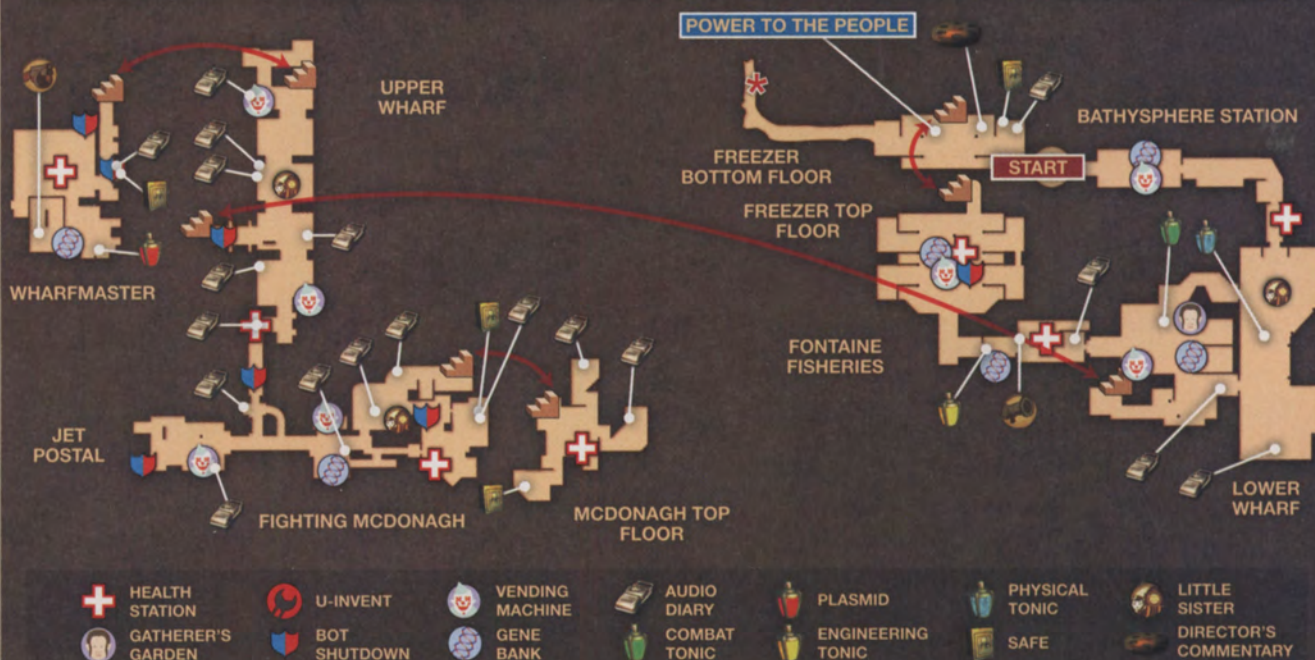 POWER TO THE PEOPLE
UPPER
WHARF
BATHYSPHERE STATION
FREEZER
BOTTOM FLOOR
START
FREEZER TOP
FLOOR
WHARFMASTER
FONTAINE
FISHERIES
JET
POSTAL
FIGHTING MCDONAGH
MCDONAGH TOP
FLOOR
LOWER
WHARF
HEALTH
STATION
U-INVENT
VENDING
MACHINE
AUDIO
DIARY
PLASMID
PHYSICAL
TONIC
LITTLE
SISTER
GATHERER'S
GARDEN
BOT
SHUTDOWN
GENE
BANK
COMBAT
TONIC
ENGINEERING
TONIC
SAFE
DIRECTOR'S
COMMENTARY